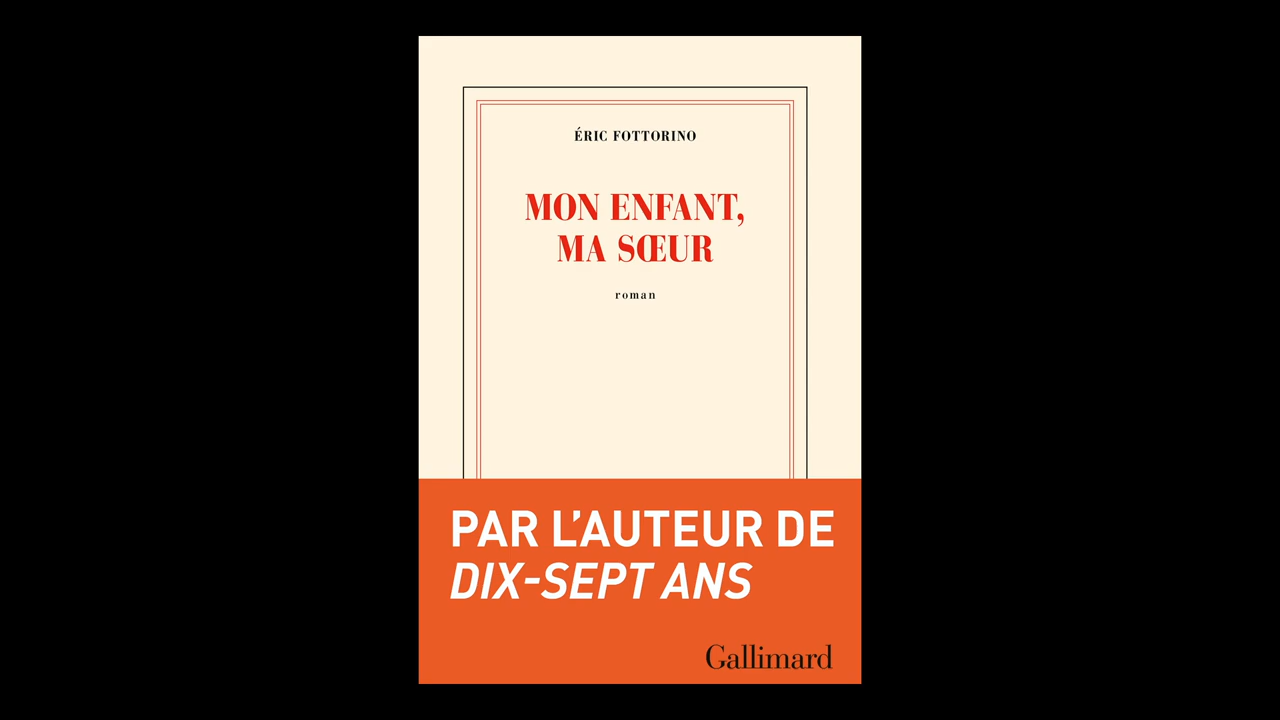 ÉRIC FOTTORINO
MON ENFANT,
MA SŒUR
roman
PAR L'AUTEUR DE
DIX-SEPT ANS
Gallimard